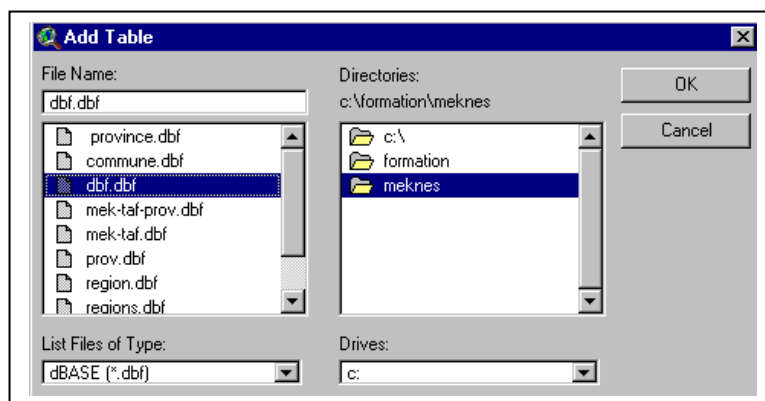 Add Table
File Name:
dbf.dbf
province.dbf
commune.dbf
dbf.dbf
mek-taf-prov.dbf
mek-taf.dbf
prov.dbf
region.dbf
regions.dbf
List Files of Type:
dBASE (*.dbf)
Directories:
c:\formation\meknes
c:\
formation
meknes
Drives:
c:
OK
Cancel